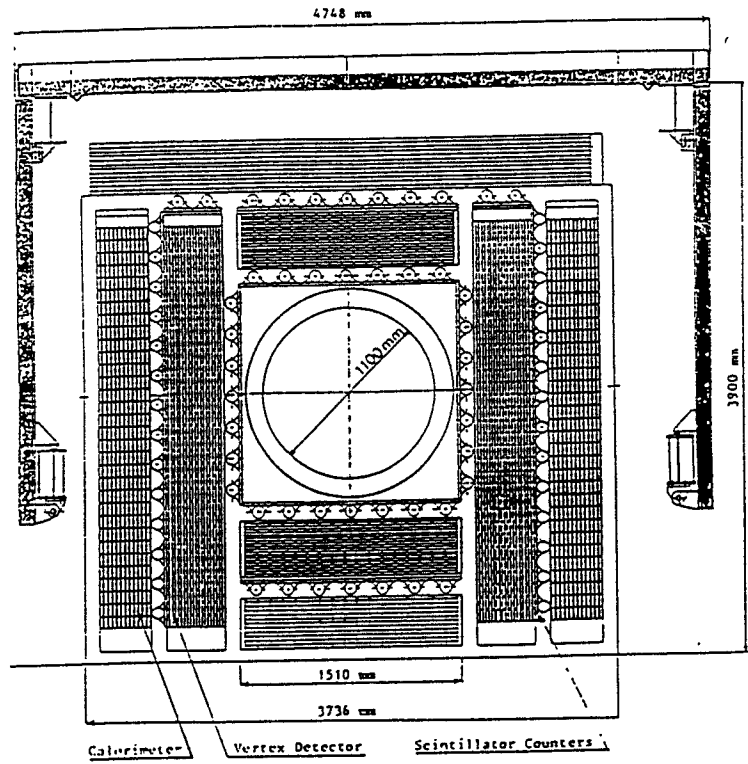 4748 mm
1100 mm
3900 mm
1510 mm
3736 mm
Calorimeter
Vertex Detector
Scintillator Counters